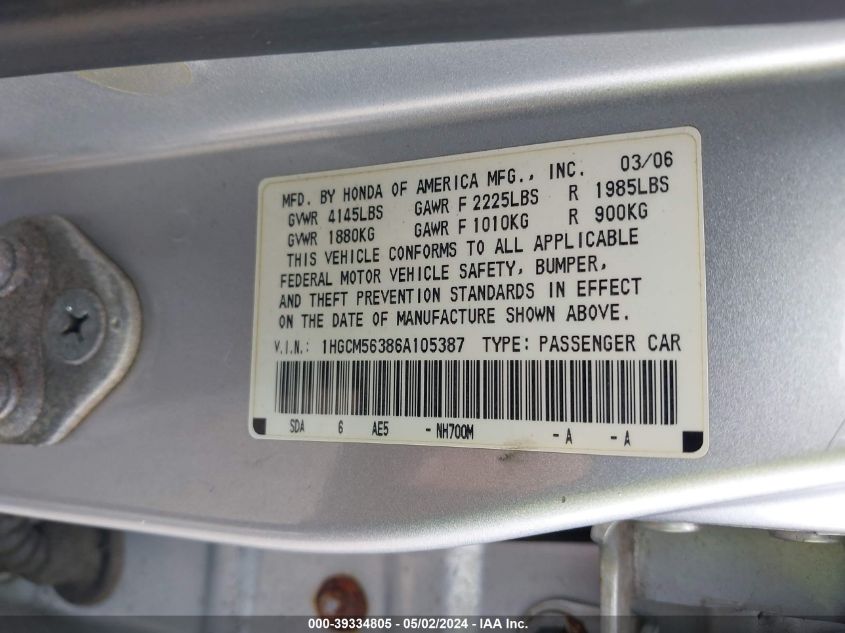 MFD. BY HONDA OF AMERICA MFG., INC. 03/06
GVWR 4145LBS GAWR F 2225LBS R 1985LBS
GVWR 1880KG GAWR F 1010KG R 900KG
THIS VEHICLE CONFORMS TO ALL APPLICABLE
FEDERAL MOTOR VEHICLE SAFETY, BUMPER,
AND THEFT PREVENTION STANDARDS IN EFFECT
ON THE DATE OF MANUFACTURE SHOWN ABOVE.
V.I.N.: 1HGCM56386A105387 TYPE: PASSENGER CAR
SDA 6 AE5 - NH700M - A - A
000-39334805 - 05/02/2024 - IAA Inc.